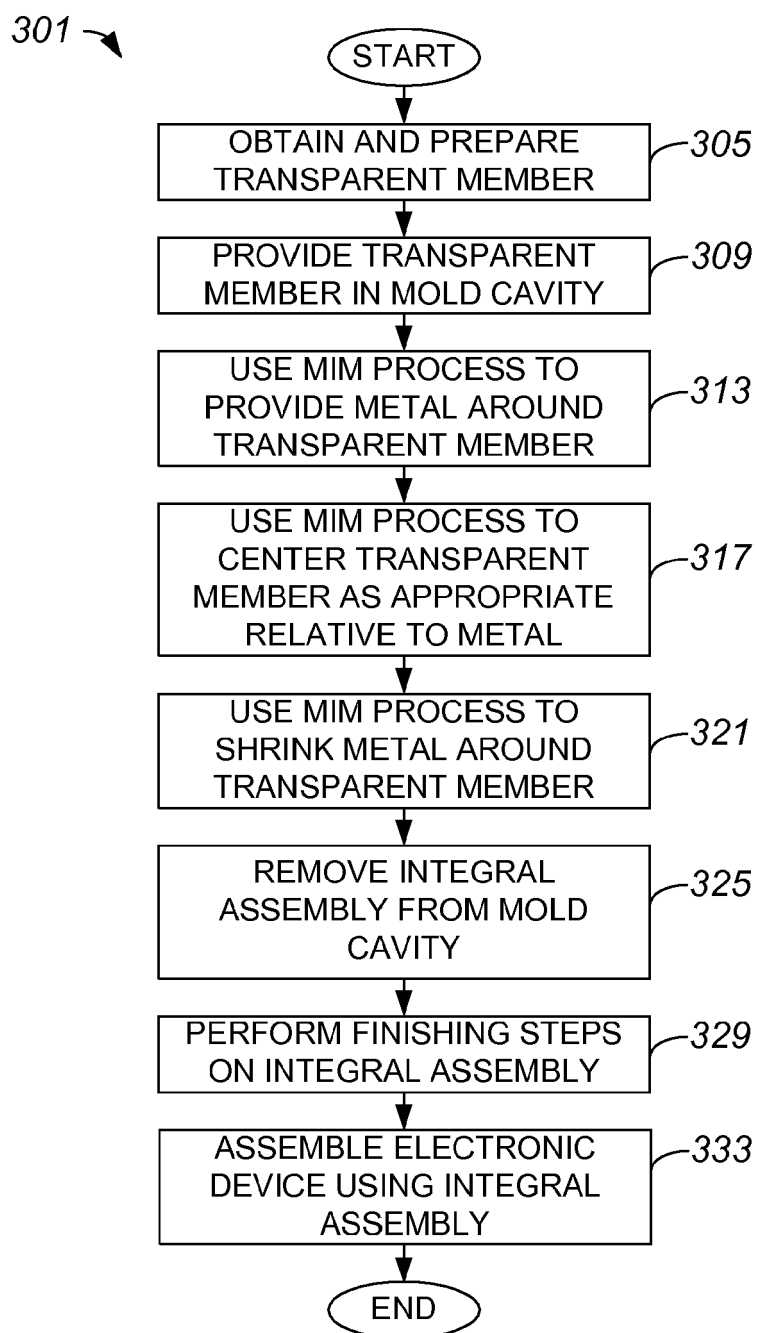 301
START
OBTAIN AND PREPARE
TRANSPARENT MEMBER
305
PROVIDE TRANSPARENT
MEMBER IN MOLD CAVITY
309
USE MIM PROCESS TO
PROVIDE METAL AROUND
TRANSPARENT MEMBER
313
USE MIM PROCESS TO
CENTER TRANSPARENT
MEMBER AS APPROPRIATE
RELATIVE TO METAL
317
USE MIM PROCESS TO
SHRINK METAL AROUND
TRANSPARENT MEMBER
321
REMOVE INTEGRAL
ASSEMBLY FROM MOLD
CAVITY
325
PERFORM FINISHING STEPS
ON INTEGRAL ASSEMBLY
329
ASSEMBLE ELECTRONIC
DEVICE USING INTEGRAL
ASSEMBLY
333
END